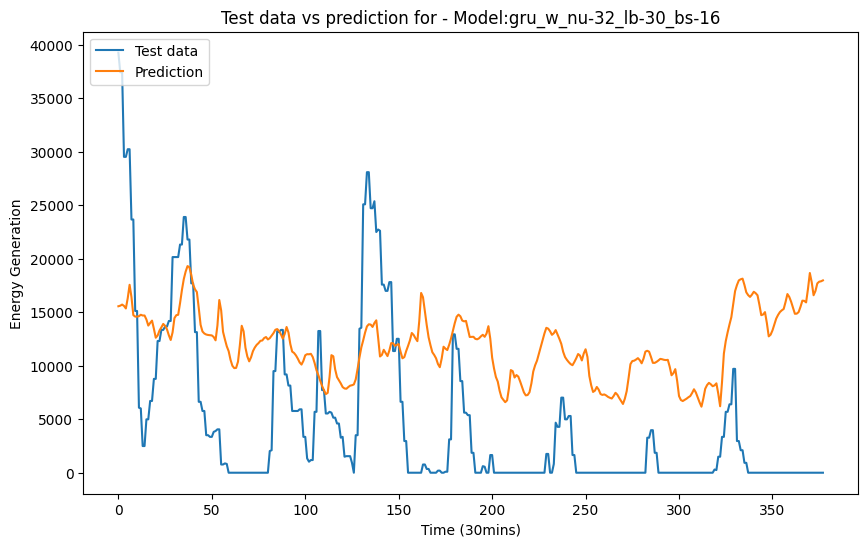 Test data vs prediction for - Model:gru_w_nu-32_lb-30_bs-16
Test data
Prediction
Energy Generation
40000
35000
30000
25000
20000
15000
10000
5000
0
0 50 100 150 200 250 300 350
Time (30mins)